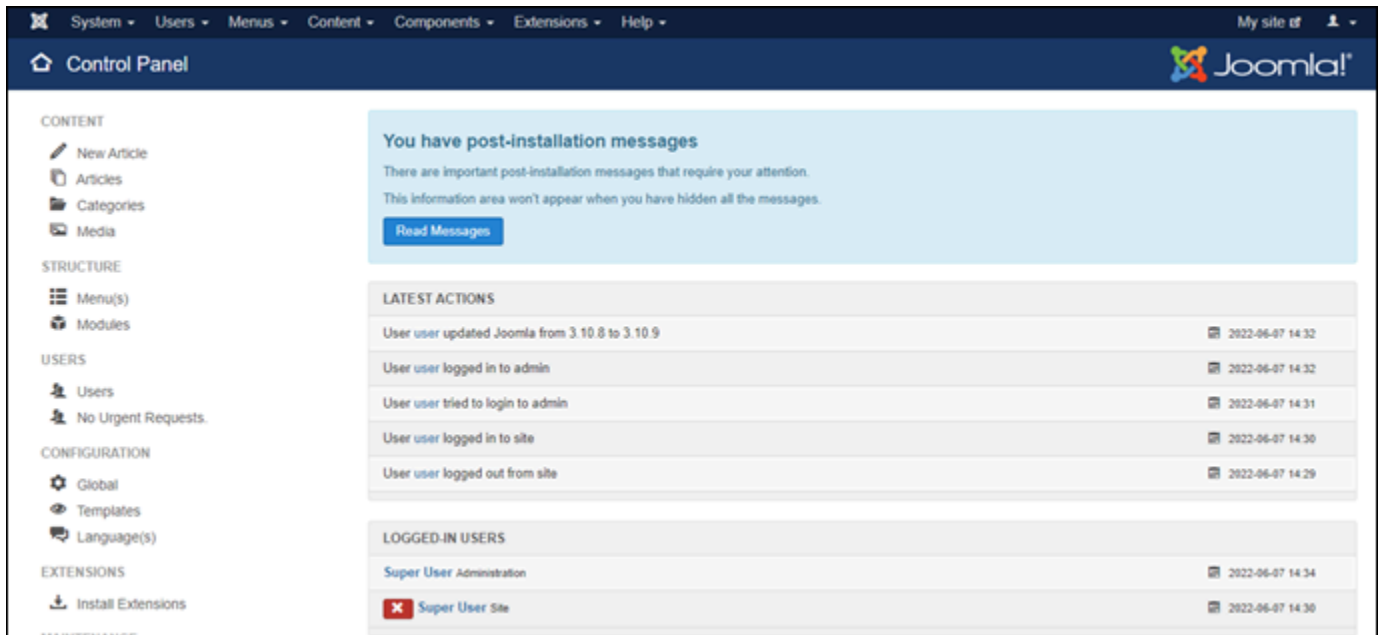 System Users Menus Content Components Extensions Help My site
Control Panel Joomla!®
CONTENT
New Article
Articles
Categories
Media
STRUCTURE
Menu(s)
Modules
USERS
Users
No Urgent Requests.
CONFIGURATION
Global
Templates
Language(s)
EXTENSIONS
Install Extensions
MAINTENANCE
You have post-installation messages
There are important post-installation messages that require your attention.
This information area won't appear when you have hidden all the messages.
Read Messages
LATEST ACTIONS
User user updated Joomla from 3.10.8 to 3.10.9 2022-06-07 14:32
User user logged in to admin 2022-06-07 14:32
User user tried to login to admin 2022-06-07 14:31
User user logged in to site 2022-06-07 14:30
User user logged out from site 2022-06-07 14:29
LOGGED-IN USERS
Super User Administration 2022-06-07 14:34
Super User Site 2022-06-07 14:30